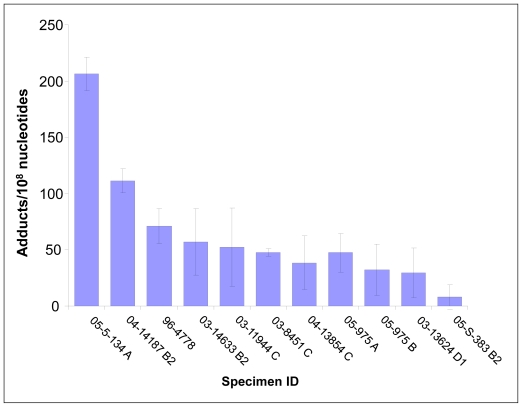 250
200
150
100
50
0
Adducts/10⁸ nucleotides
05-5-134 A
04-14187 B2
96-4778
03-14633 B2
03-11944 C
03-8451 C
04-13854 C
05-975 A
05-975 B
03-13624 D1
05-S-383 B2
Specimen ID